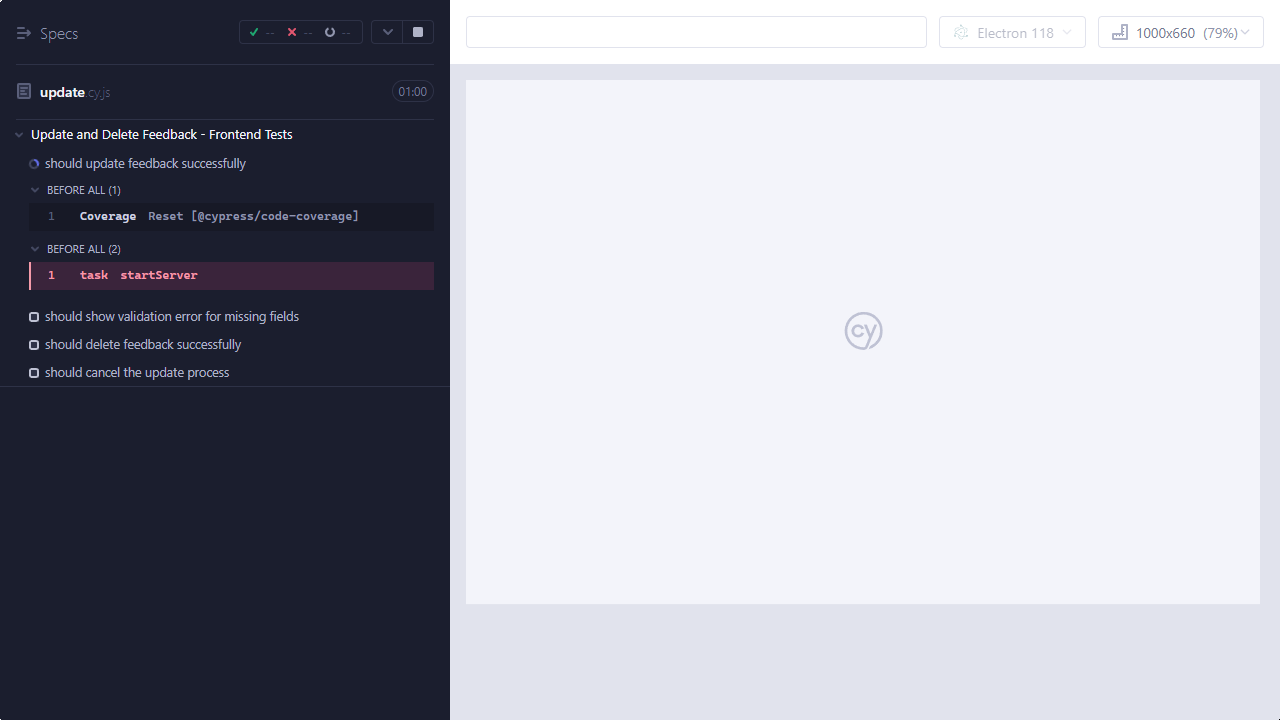 Specs
-- -- --
update.cy.js 01:00
Update and Delete Feedback - Frontend Tests
should update feedback successfully
BEFORE ALL (1)
1 Coverage Reset [@cypress/code-coverage]
BEFORE ALL (2)
1 task startServer
should show validation error for missing fields
should delete feedback successfully
should cancel the update process
Electron 118
1000x660 (79%)
cy